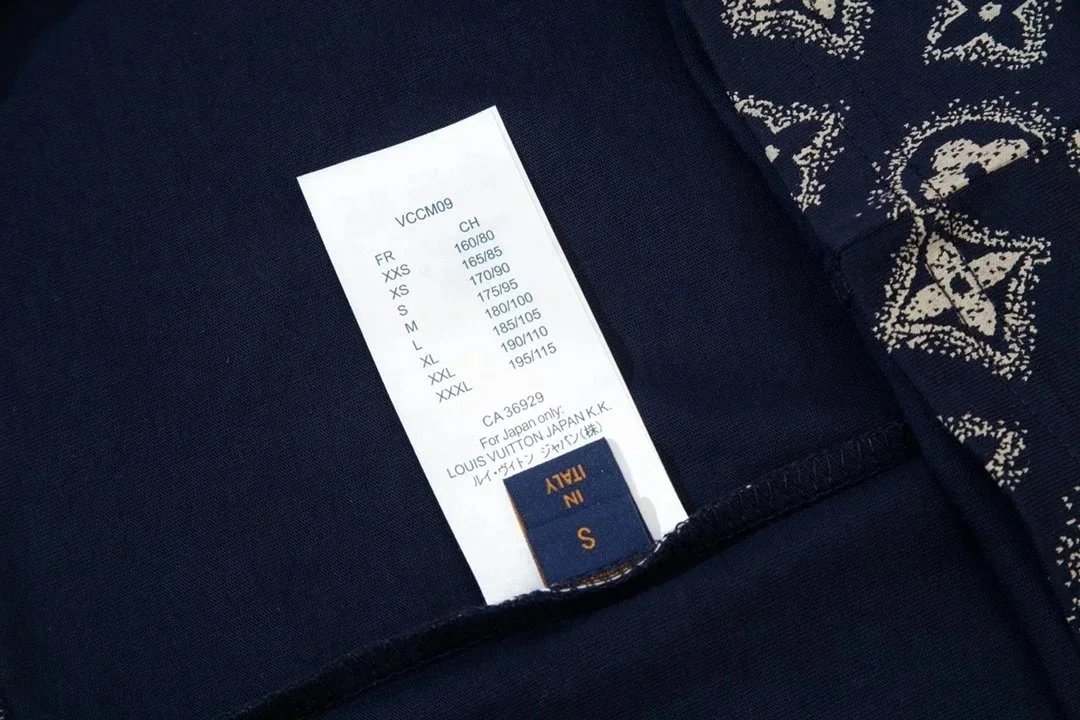 VCCM09
FR CH
XXS 160/80
XS 165/85
S 170/90
M 175/95
L 180/100
XL 185/105
XXL 190/110
XXXL 195/115
CA 36929
For Japan only:
LOUIS VUITTON JAPAN K.K.
ルイ・ヴィトン ジャパン(株)
IN
ITALY
S